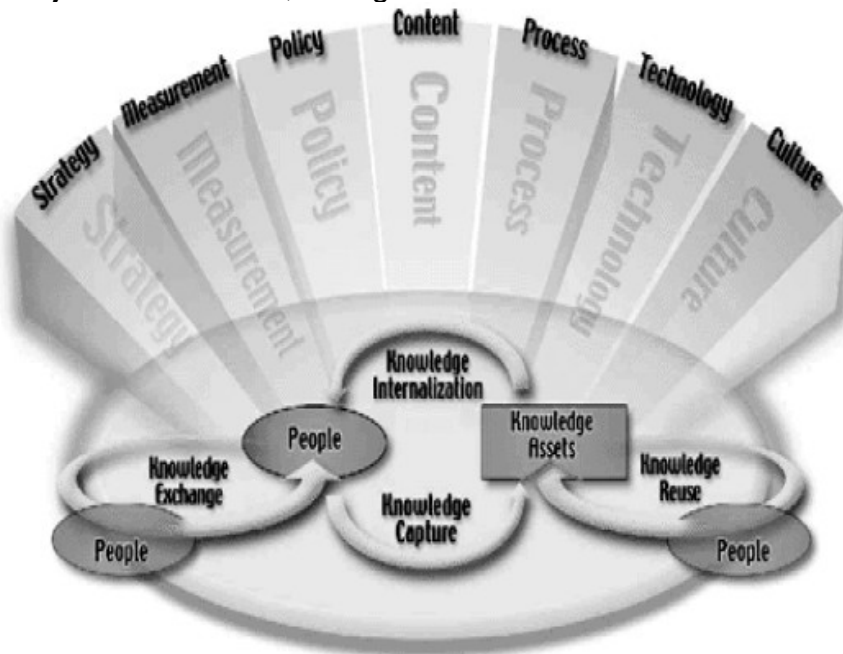 Strategy
Measurement
Policy
Content
Process
Technology
Culture
Strategy
Measurement
Policy
Content
Process
Technology
Culture
Knowledge
Internalization
People
Knowledge
Assets
Knowledge
Exchange
Knowledge
Capture
Knowledge
Reuse
People
People